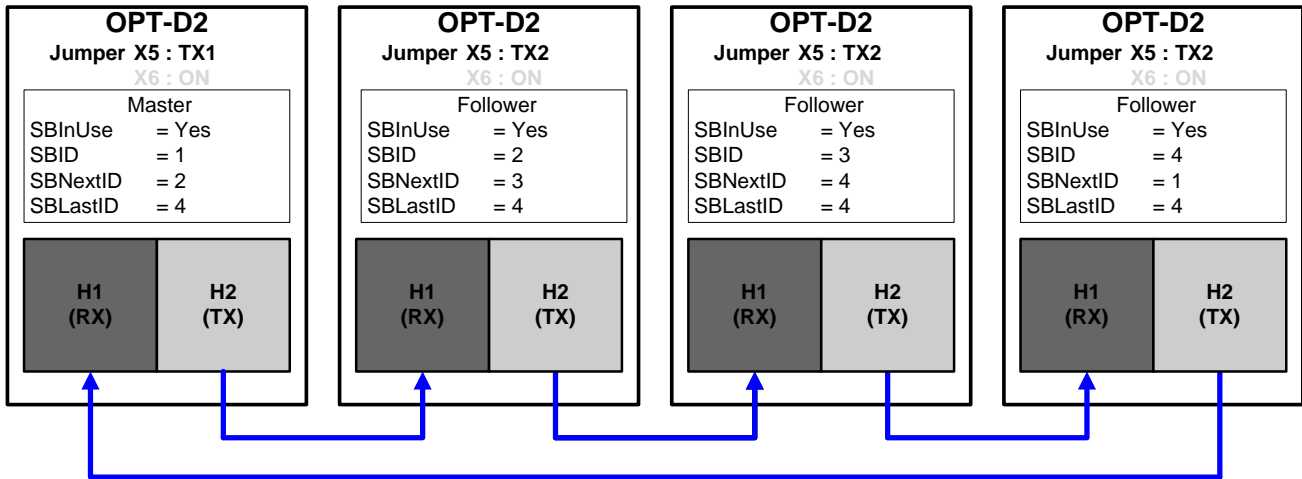 OPT-D2
Jumper X5 : TX1
X6 : ON
Master
SBInUse = Yes
SBID = 1
SBNextID = 2
SBLastID = 4
H1
(RX)
H2
(TX)
OPT-D2
Jumper X5 : TX2
X6 : ON
Follower
SBInUse = Yes
SBID = 2
SBNextID = 3
SBLastID = 4
H1
(RX)
H2
(TX)
OPT-D2
Jumper X5 : TX2
X6 : ON
Follower
SBInUse = Yes
SBID = 3
SBNextID = 4
SBLastID = 4
H1
(RX)
H2
(TX)
OPT-D2
Jumper X5 : TX2
X6 : ON
Follower
SBInUse = Yes
SBID = 4
SBNextID = 1
SBLastID = 4
H1
(RX)
H2
(TX)